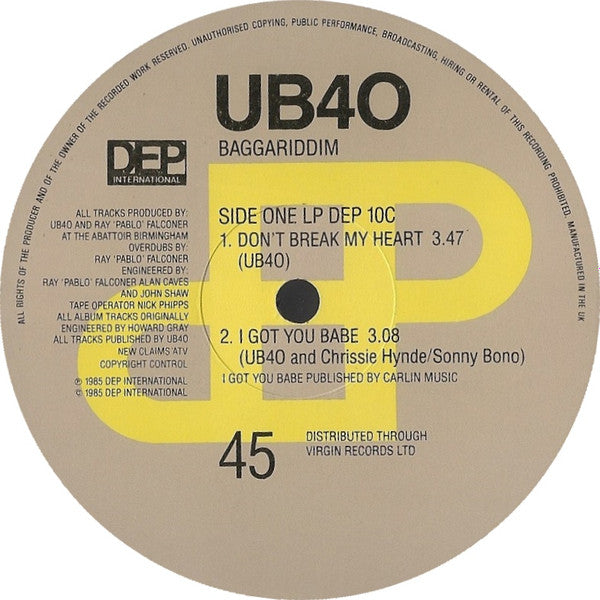 ALL RIGHTS OF THE PRODUCER AND OF THE OWNER OF THE RECORDED WORK RESERVED. UNAUTHORISED COPYING, PUBLIC PERFORMANCE, BROADCASTING, HIRING OR RENTAL OF THIS RECORDING PROHIBITED. MANUFACTURED IN THE UK
UB40
BAGGARIDDIM
DEP
INTERNATIONAL
ALL TRACKS PRODUCED BY:
UB40 AND RAY 'PABLO' FALCONER
AT THE ABATTOIR BIRMINGHAM
OVERDUBS BY:
RAY 'PABLO' FALCONER
ENGINEERED BY:
RAY 'PABLO' FALCONER ALAN CAVES
AND JOHN SHAW
TAPE OPERATOR NICK PHIPPS
ALL ALBUM TRACKS ORIGINALLY
ENGINEERED BY HOWARD GRAY
ALL TRACKS PUBLISHED BY UB40
NEW CLAIMS/ATV
COPYRIGHT CONTROL
℗ 1985 DEP INTERNATIONAL
© 1985 DEP INTERNATIONAL
SIDE ONE LP DEP 10C
1. DON'T BREAK MY HEART 3.47
(UB40)
2. I GOT YOU BABE 3.08
(UB40 and Chrissie Hynde/Sonny Bono)
I GOT YOU BABE PUBLISHED BY CARLIN MUSIC
45
DISTRIBUTED THROUGH
VIRGIN RECORDS LTD
DEP